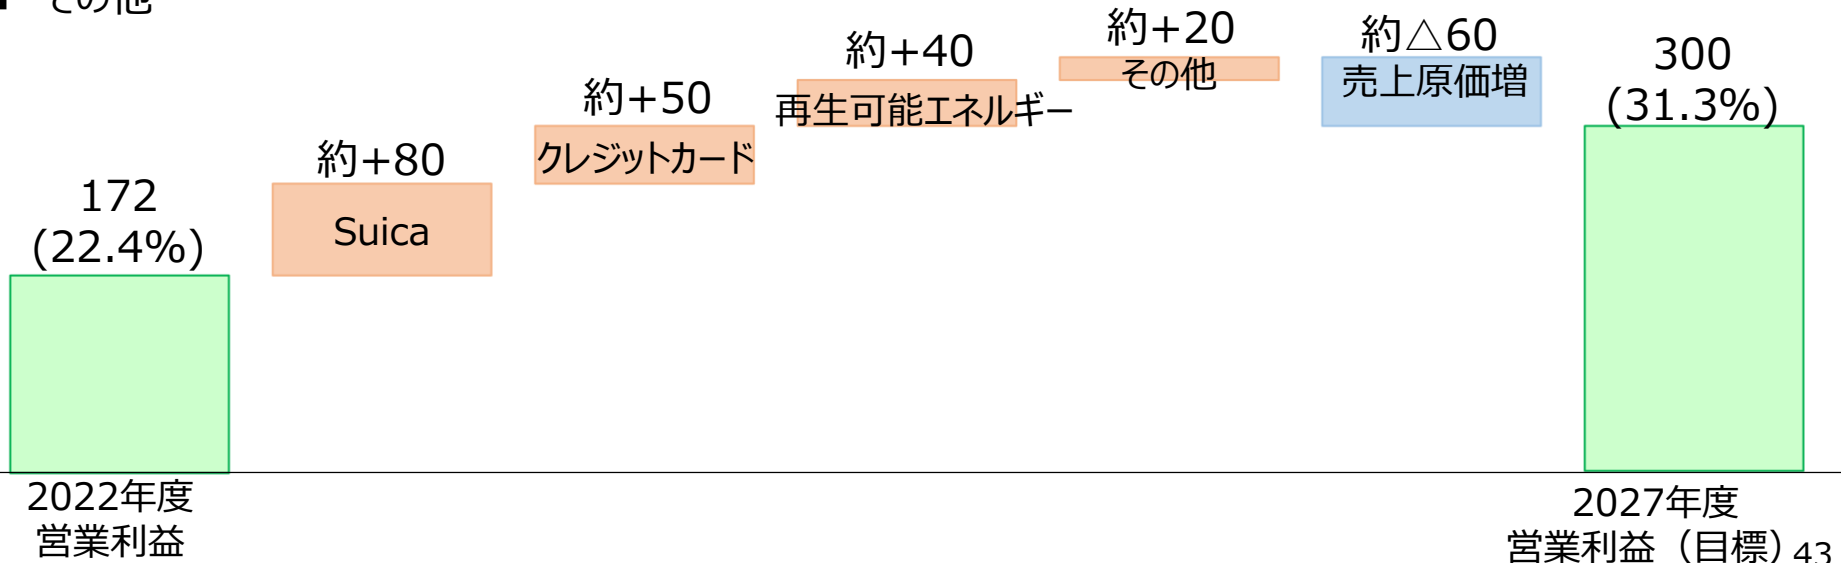 その他
172
(22.4%)
約+80
Suica
約+50
クレジットカード
約+40
再生可能エネルギー
約+20
その他
約△60
売上原価増
300
(31.3%)
2022年度
営業利益
2027年度
営業利益（目標）
43